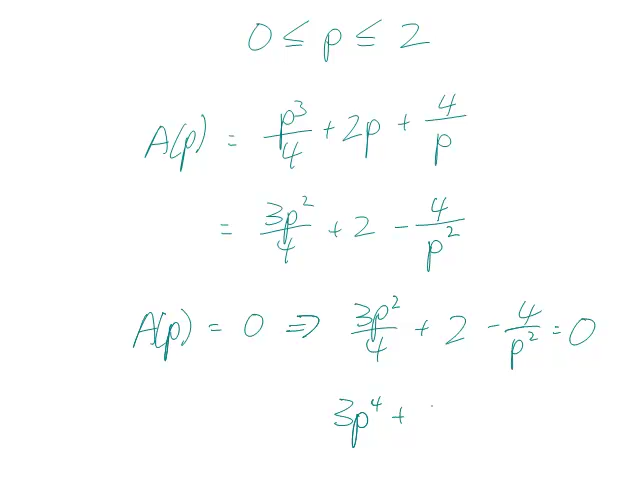 0 ≤ p ≤ 2
A(p) = p³/4 + 2p + 4/p
= 3p²/4 + 2 - 4/p²
A(p) = 0 ⇒ 3p²/4 + 2 - 4/p² = 0
3p⁴ +